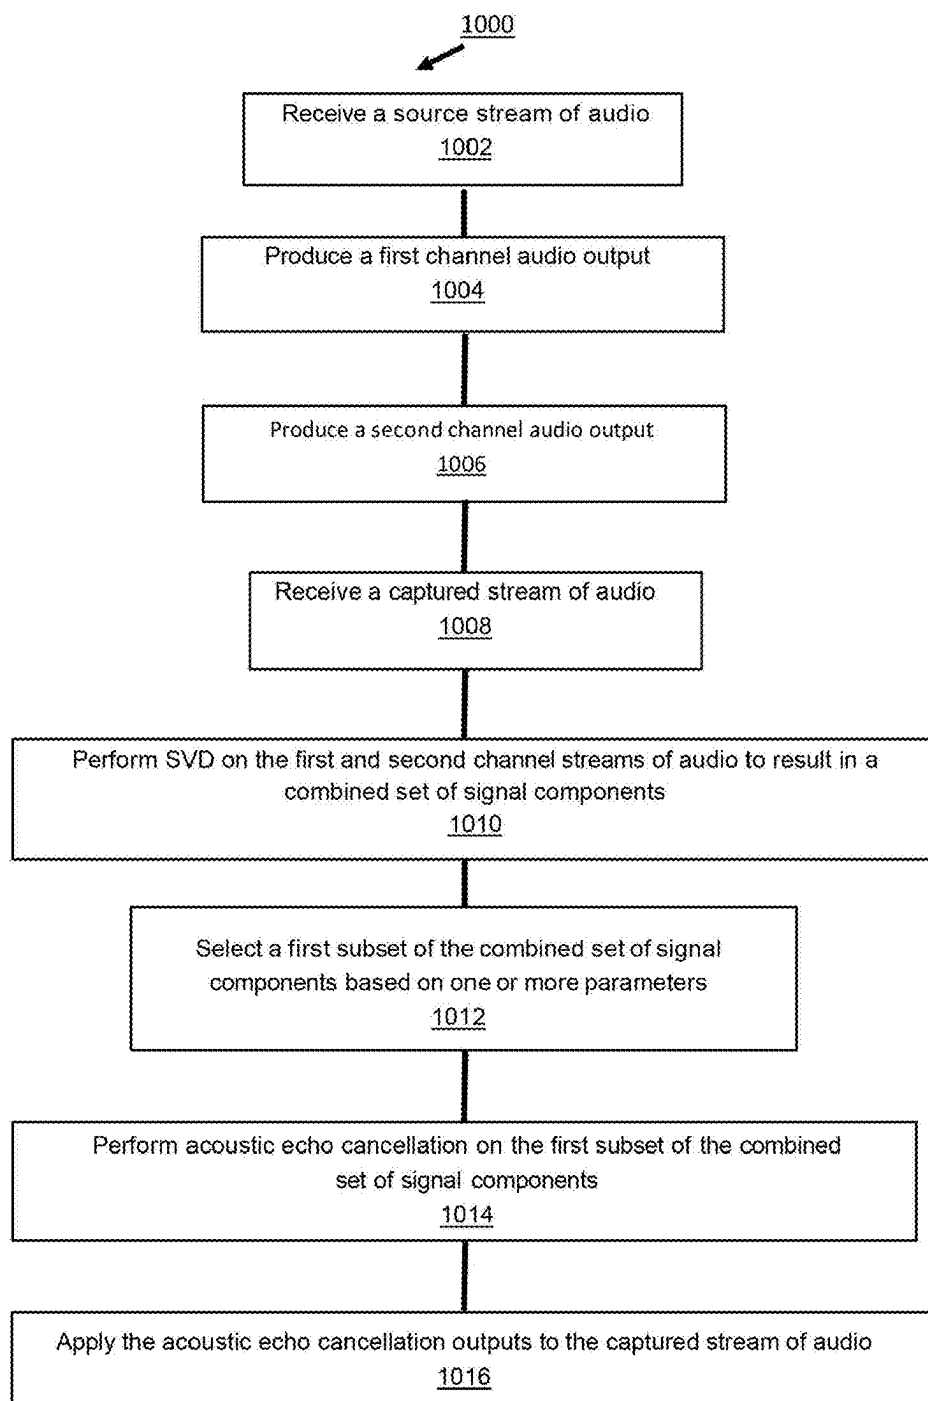 1000
Receive a source stream of audio
1002
Produce a first channel audio output
1004
Produce a second channel audio output
1006
Receive a captured stream of audio
1008
Perform SVD on the first and second channel streams of audio to result in a
combined set of signal components
1010
Select a first subset of the combined set of signal
components based on one or more parameters
1012
Perform acoustic echo cancellation on the first subset of the combined
set of signal components
1014
Apply the acoustic echo cancellation outputs to the captured stream of audio
1016